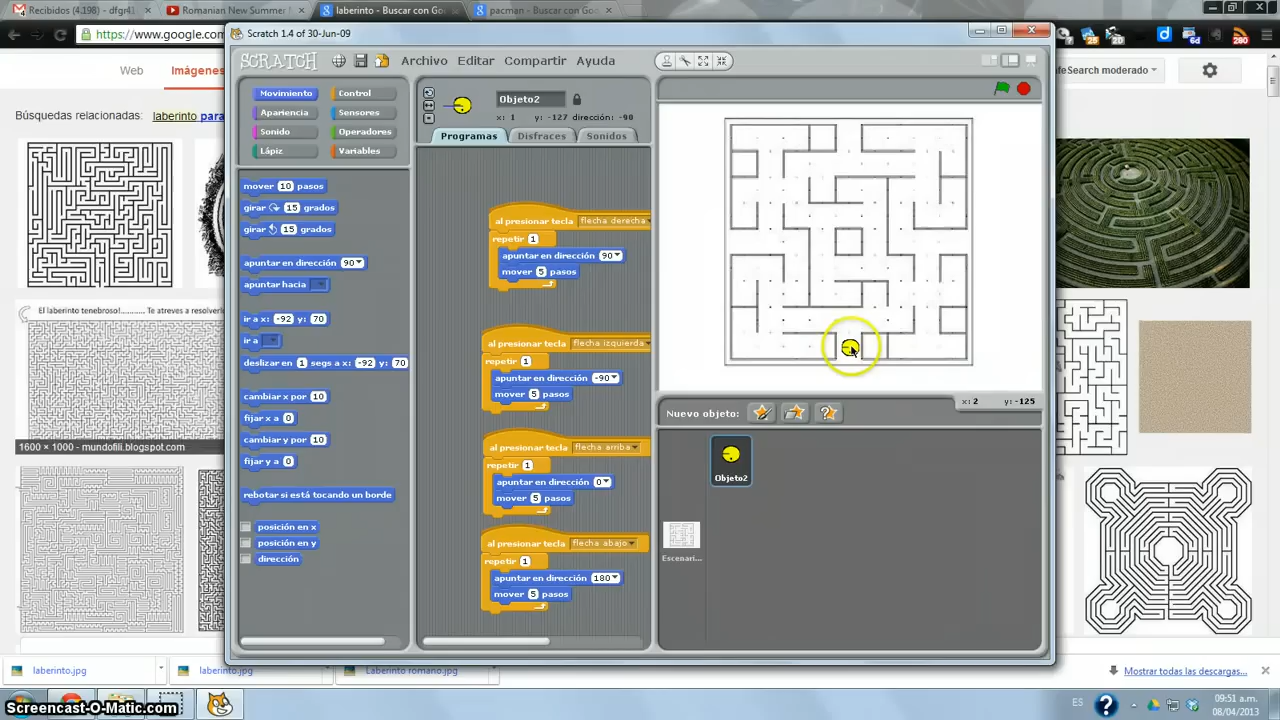 Recibidos (4.198) - dfgr41
Romanian New Summer M
laberinto - Buscar con Go
pacman - Buscar con Goo
https://www.google.com
Web
Imágenes
feSearch moderado
280
6d
25
20
Búsquedas relacionadas: laberinto para
El laberinto tenebroso!........... Te atreves a resolverlo
1600 × 1000 - mundofili.blogspot.com
Scratch 1.4 of 30-Jun-09
SCRATCH
Archivo
Editar
Compartir
Ayuda
Movimiento
Control
Apariencia
Sensores
Sonido
Operadores
Lápiz
Variables
mover 10 pasos
girar 15 grados
girar 15 grados
apuntar en dirección 90
apuntar hacia
ir a x: -92 y: 70
ir a
deslizar en 1 segs a x: -92 y: 70
cambiar x por 10
fijar x a 0
cambiar y por 10
fijar y a 0
rebotar si está tocando un borde
posición en x
posición en y
dirección
Objeto2
x: 1 y: -127 dirección: -90
Programas
Disfraces
Sonidos
al presionar tecla flecha derecha
repetir 1
apuntar en dirección 90
mover 5 pasos
al presionar tecla flecha izquierda
repetir 1
apuntar en dirección -90
mover 5 pasos
al presionar tecla flecha arriba
repetir 1
apuntar en dirección 0
mover 5 pasos
al presionar tecla flecha abajo
repetir 1
apuntar en dirección 180
mover 5 pasos
x: 2 y: -125
Nuevo objeto:
Objeto2
Escenari...
laberinto.jpg
laberinto.jpg
Laberinto romano.jpg
Mostrar todas las descargas...
Screencast-O-Matic.com
ES
09:51 a.m.
08/04/2013